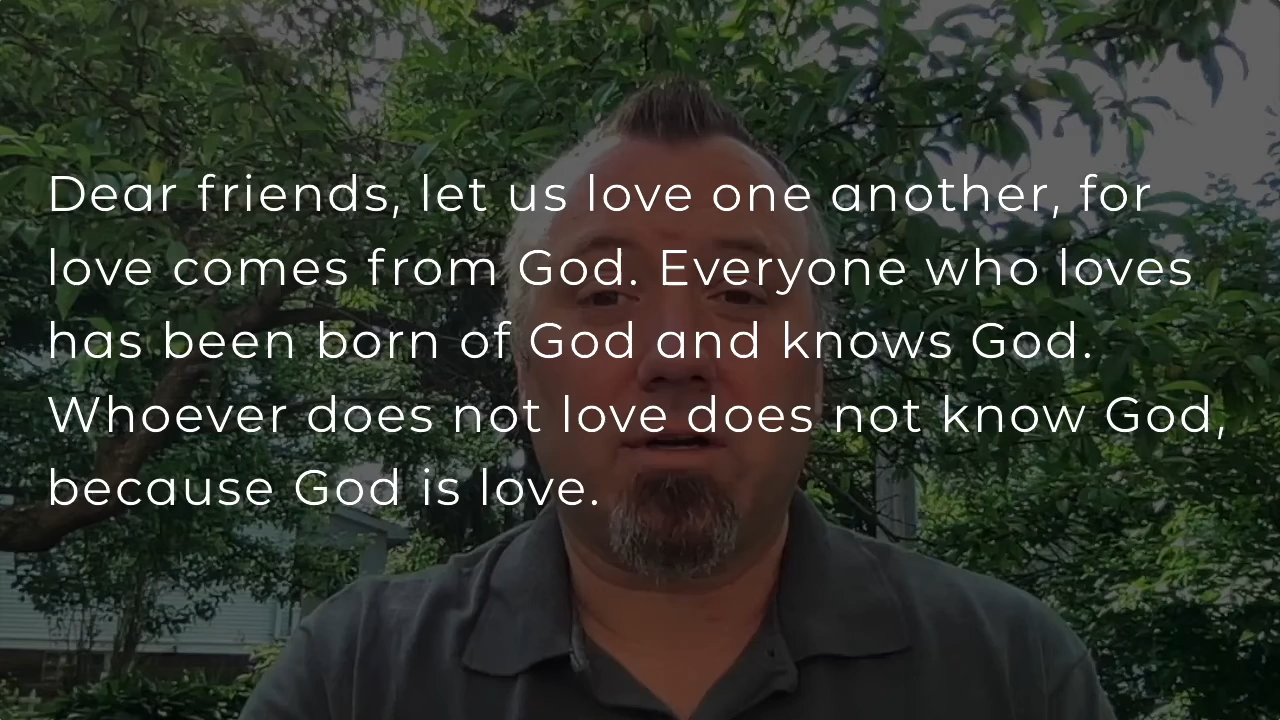 Dear friends, let us love one another, for
love comes from God. Everyone who loves
has been born of God and knows God.
Whoever does not love does not know God,
because God is love.